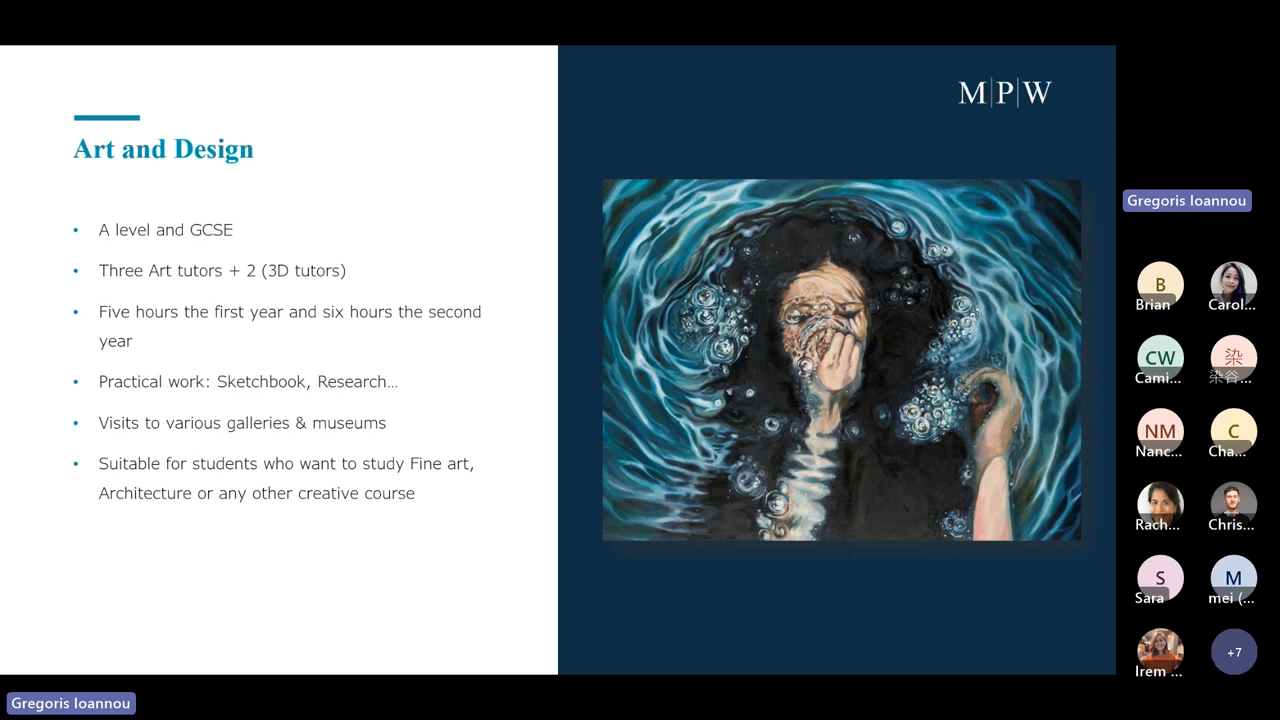 M|P|W
Art and Design
• A level and GCSE
• Three Art tutors + 2 (3D tutors)
• Five hours the first year and six hours the second
year
• Practical work: Sketchbook, Research...
• Visits to various galleries & museums
• Suitable for students who want to study Fine art,
Architecture or any other creative course
Gregoris Ioannou
B
Brian
Carol...
CW
Cami...
染
染谷...
NM
Nanc...
C
Cha...
Rach...
Chris...
S
Sara
M
mei (...
Irem ...
+7
Gregoris Ioannou